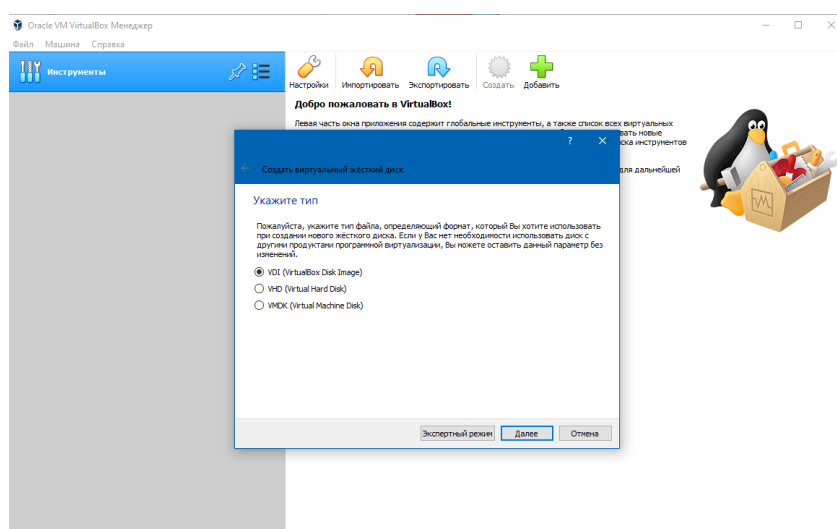 Oracle VM VirtualBox Менеджер
Файл Машина Справка
Инструменты
Настройки Импортировать Экспортировать Создать Добавить
Добро пожаловать в VirtualBox!
Левая часть окна приложения содержит глобальные инструменты, а также список всех виртуальных
вать новые
ска инструментов
для дальнейшей
Создать виртуальный жёсткий диск
Укажите тип
Пожалуйста, укажите тип файла, определяющий формат, который Вы хотите использовать
при создании нового жёсткого диска. Если у Вас нет необходимости использовать диск с
другими продуктами программной виртуализации, Вы можете оставить данный параметр без
изменений.
VDI (VirtualBox Disk Image)
VHD (Virtual Hard Disk)
VMDK (Virtual Machine Disk)
Экспертный режим Далее Отмена